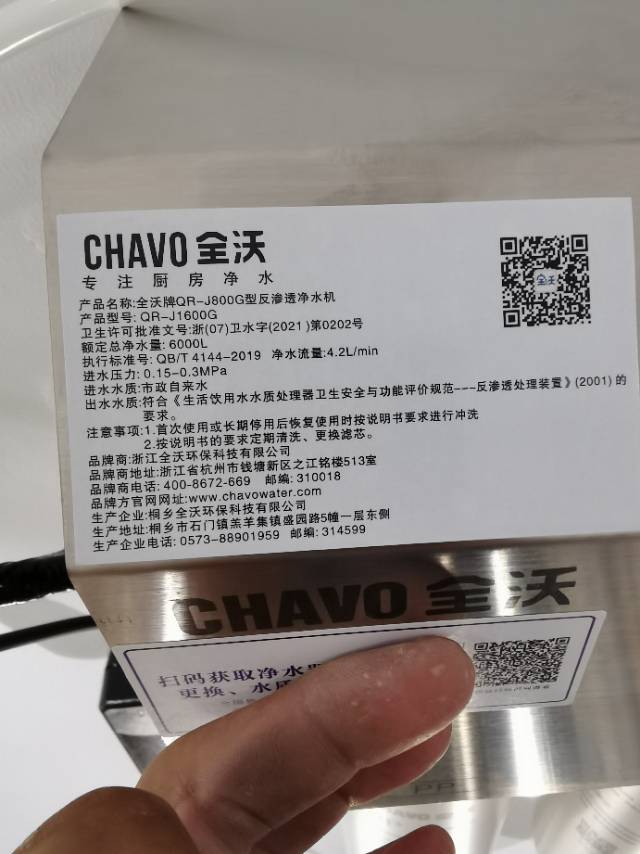 CHAVO 全沃
专注厨房净水
全沃
产品名称:全沃牌QR-J800G型反渗透净水机
产品型号: QR-J1600G
卫生许可批准文号:浙(07)卫水字(2021)第0202号
额定总净水量: 6000L
执行标准号: QB/T 4144-2019 净水流量:4.2L/min
进水压力: 0.15-0.3MPa
进水水质:市政自来水
出水水质:符合《生活饮用水水质处理器卫生安全与功能评价规范---反渗透处理装置》(2001) 的
要求。
注意事项:1.首次使用或长期停用后恢复使用时按说明书要求进行冲洗
2.按说明书的要求定期清洗、更换滤芯。
品牌商:浙江全沃环保科技有限公司
品牌商地址:浙江省杭州市钱塘新区之江铭楼513室
品牌商电话: 400-8672-669 邮编: 310018
品牌方官网网址:www.chavowater.com
生产企业:桐乡全沃环保科技有限公司
生产地址:桐乡市石门镇羔羊集镇盛园路5幢一层东侧
生产企业电话: 0573-88901959 邮编: 314599
CHAVO 全沃
扫码获取净水
更换、水质
PP